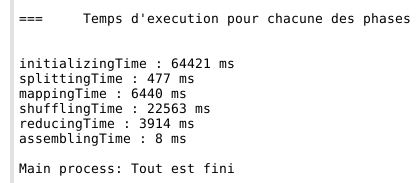 ===     Temps d'execution pour chacune des phases
initializingTime : 64421 ms
splittingTime : 477 ms
mappingTime : 6440 ms
shufflingTime : 22563 ms
reducingTime : 3914 ms
assemblingTime : 8 ms
Main process: Tout est fini